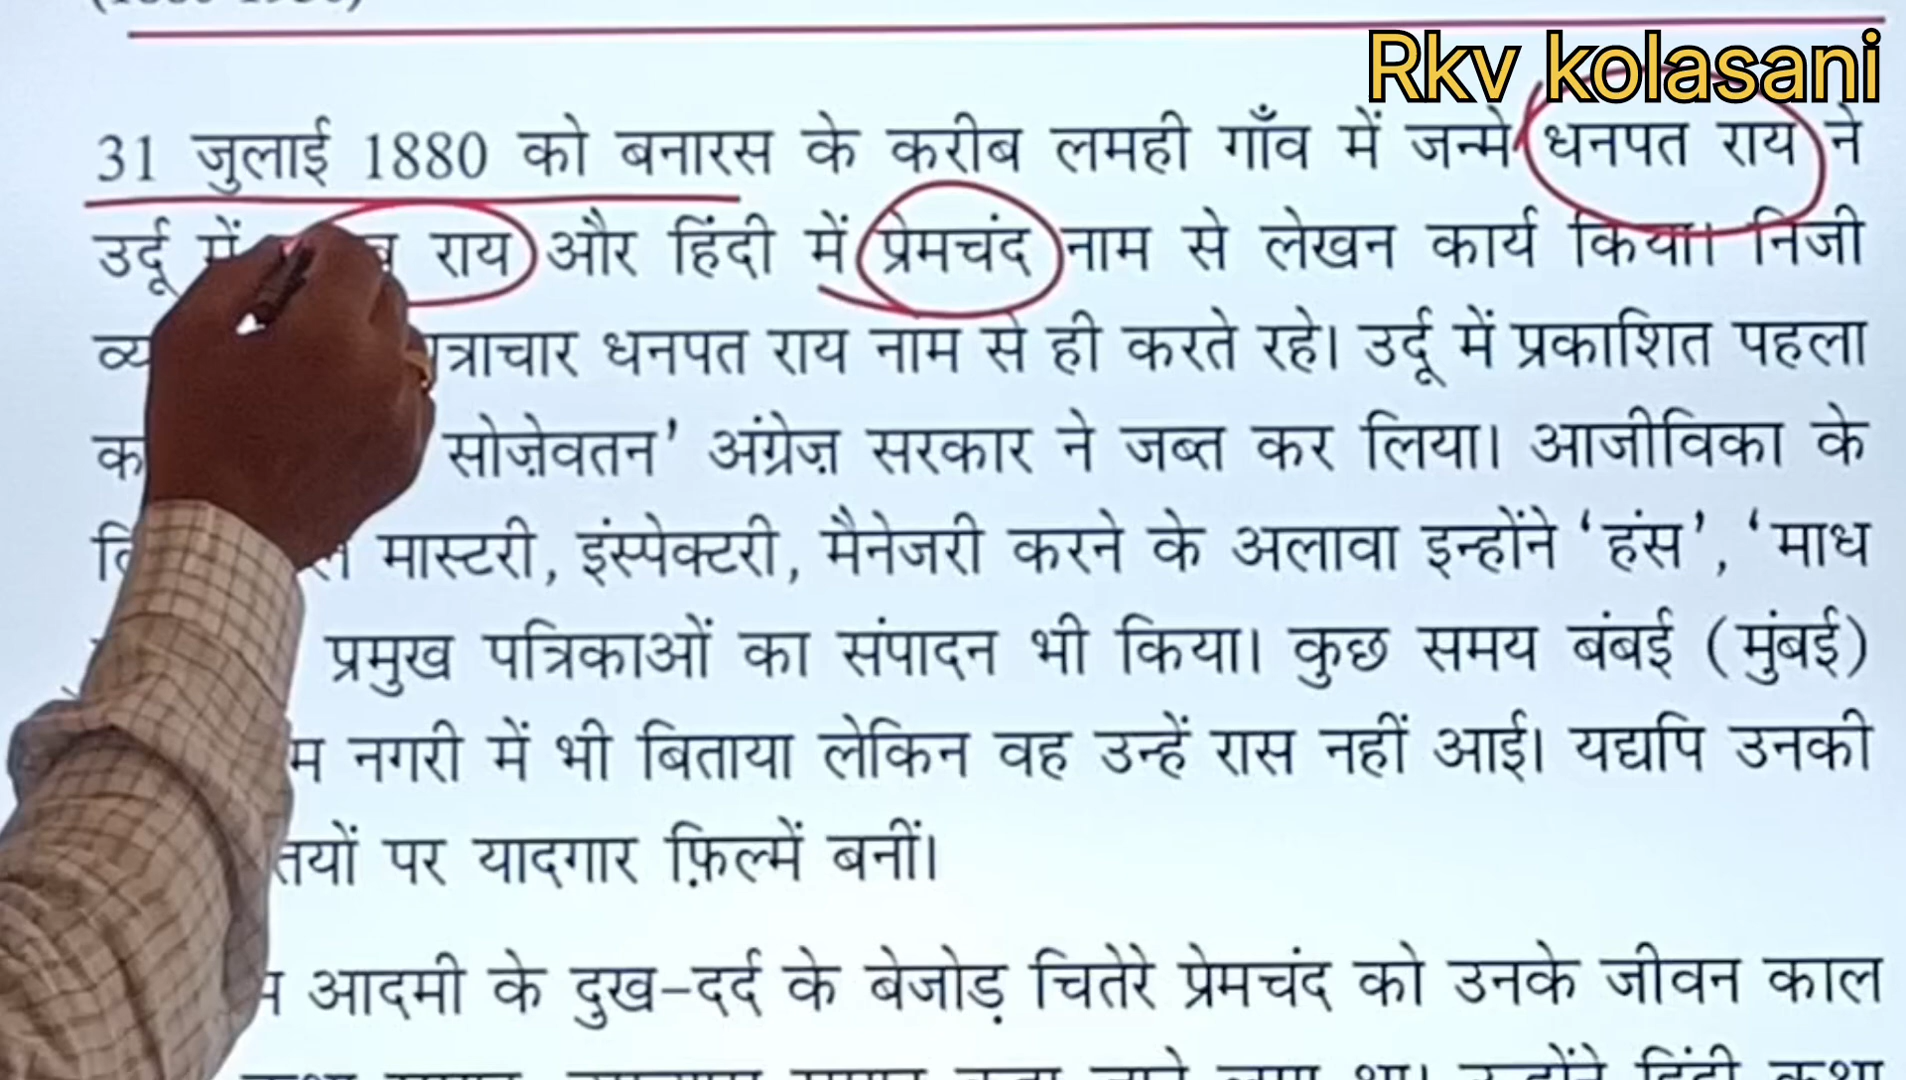 Rkv kolasani
31 जुलाई 1880 को बनारस के करीब लमही गाँव में जन्मे धनपत राय ने
उर्दू में राय और हिंदी में प्रेमचंद नाम से लेखन कार्य किया। निजी
धनपत राय नाम से ही करते रहे। उर्दू में प्रकाशित पहला
सोज़ेवतन’ अंग्रेज़ सरकार ने जब्त कर लिया। आजीविका के
मास्टरी, इंस्पेक्टरी, मैनेजरी करने के अलावा इन्होंने ‘हंस’, ‘माध
प्रमुख पत्रिकाओं का संपादन भी किया। कुछ समय बंबई (मुंबई)
नगरी में भी बिताया लेकिन वह उन्हें रास नहीं आई। यद्यपि उनकी
पर यादगार फ़िल्में बनीं।
आदमी के दुख-दर्द के बेजोड़ चितेरे प्रेमचंद को उनके जीवन काल